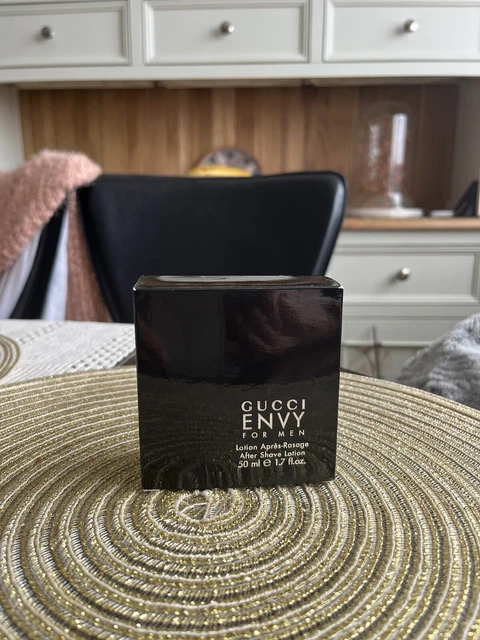 GUCCI
ENVY
FOR MEN
Lotion Après-Rasage
After Shave Lotion
50 ml ℮ 1.7 fl.oz.